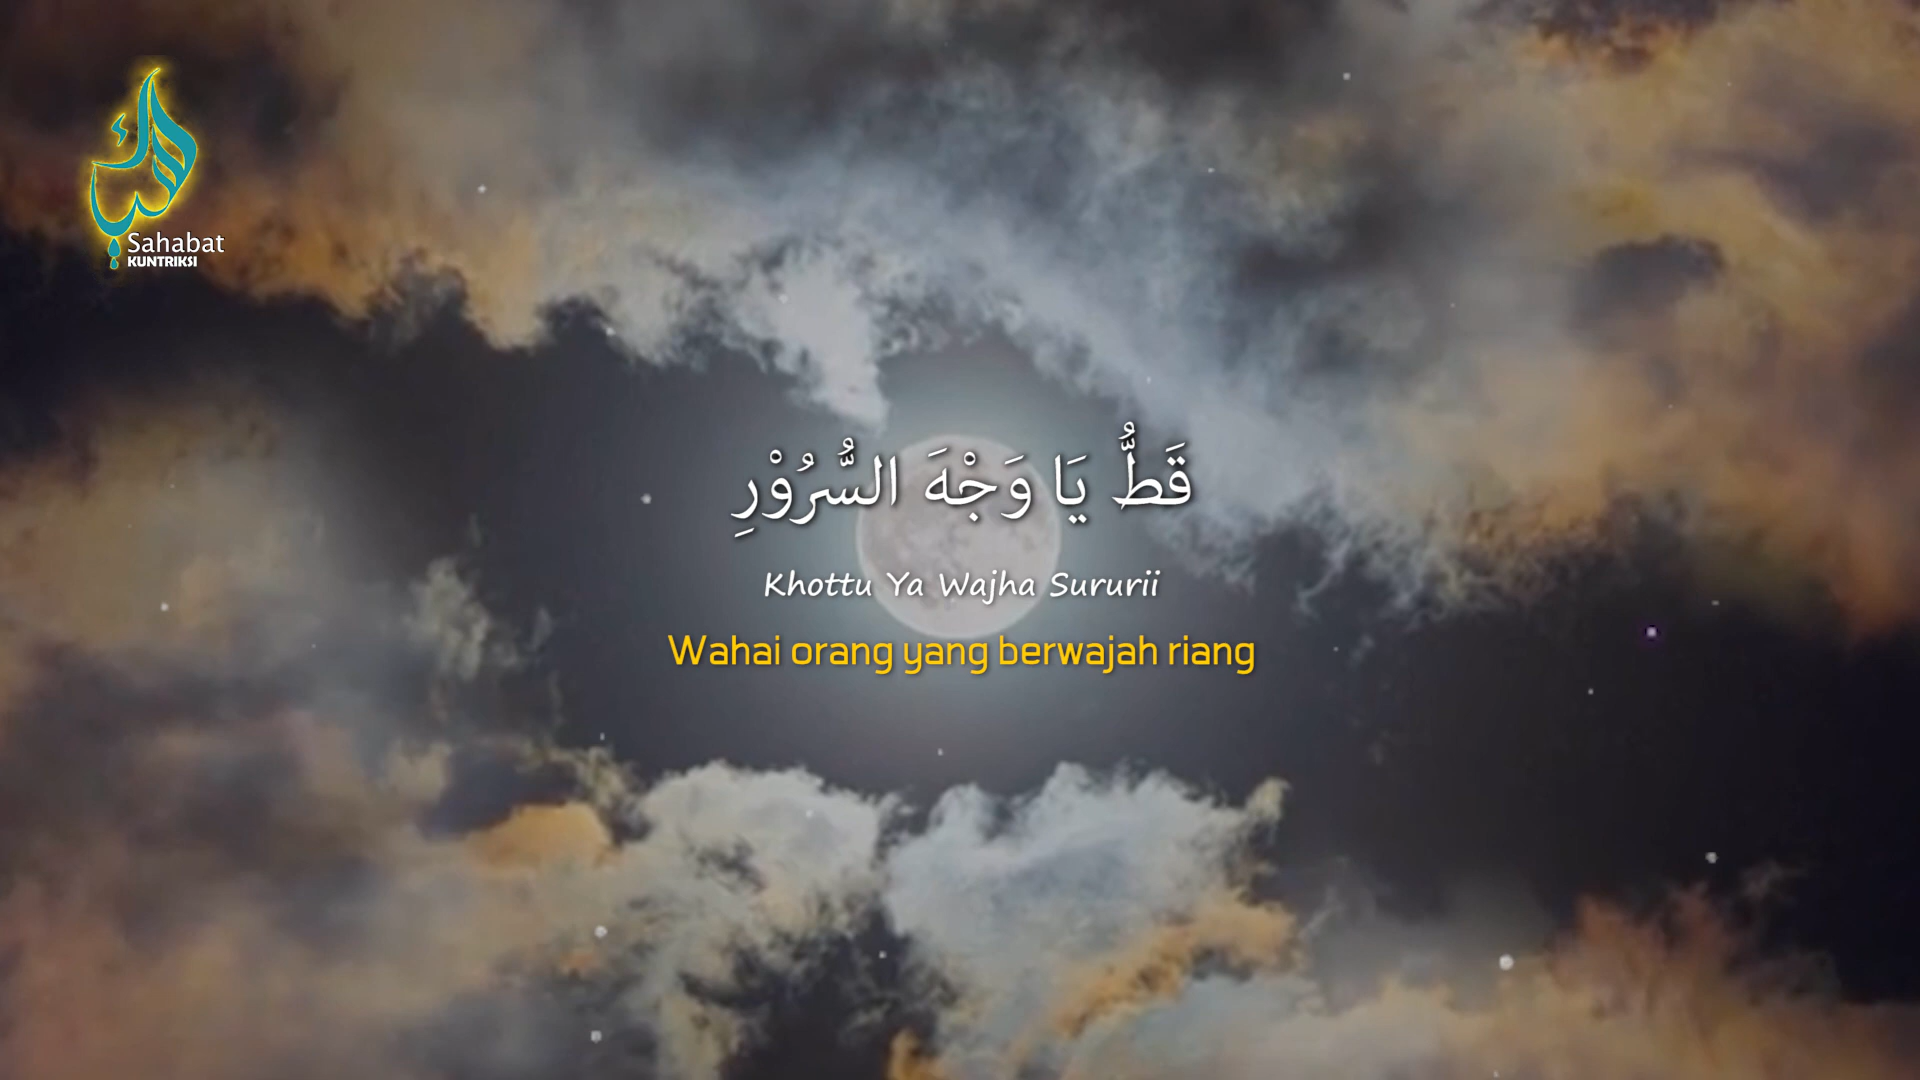 Sahabat
KUNTRIKSI
قَطُّ يَا وَجْهَ السُّرُوْرِ
Khottu Ya Wajha Sururii
Wahai orang yang berwajah riang